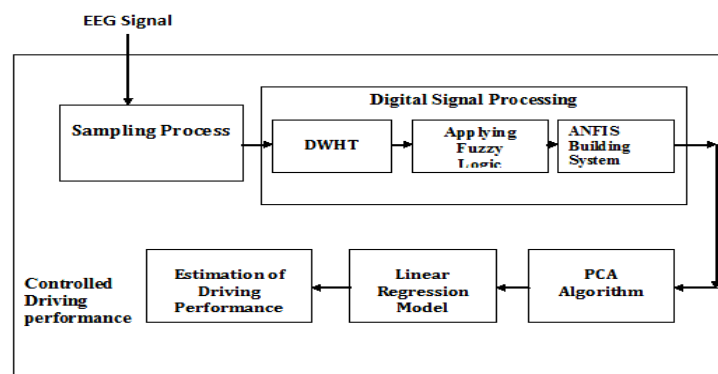 EEG Signal
Digital Signal Processing
Sampling Process
DWHT
Applying
Fuzzy
Logic
ANFIS
Building
System
Controlled
Driving
performance
Estimation of
Driving
Performance
Linear
Regression
Model
PCA
Algorithm